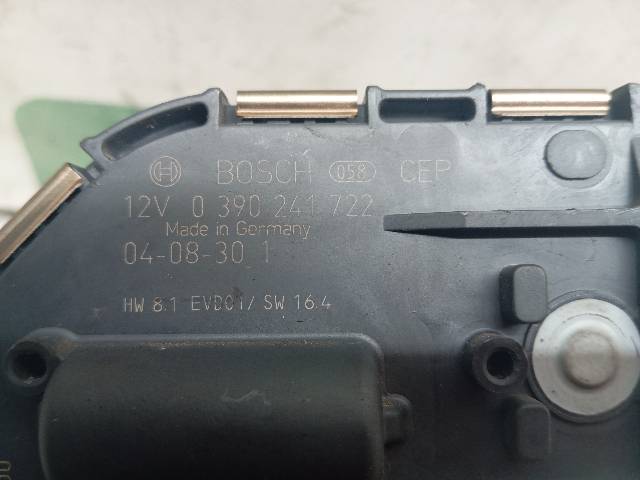 BOSCH 058 CEP
12V 0 390 241 722
Made in Germany
04-08-30 1
HW 8.1 EVD01/ SW 16.4